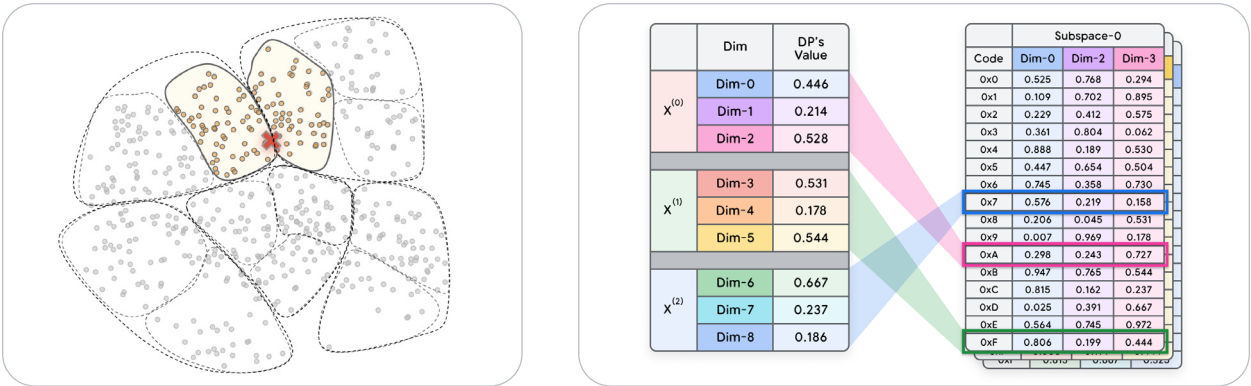 Dim DP's Value
X(0) Dim-0 0.446
Dim-1 0.214
Dim-2 0.528
X(1) Dim-3 0.531
Dim-4 0.178
Dim-5 0.544
X(2) Dim-6 0.667
Dim-7 0.237
Dim-8 0.186
Subspace-0
Code Dim-0 Dim-2 Dim-3
0x0 0.525 0.768 0.294
0x1 0.109 0.702 0.895
0x2 0.229 0.412 0.575
0x3 0.361 0.804 0.062
0x4 0.888 0.189 0.530
0x5 0.447 0.654 0.504
0x6 0.745 0.358 0.730
0x7 0.576 0.219 0.158
0x8 0.206 0.045 0.531
0x9 0.007 0.969 0.178
0xA 0.298 0.243 0.727
0xB 0.947 0.765 0.544
0xC 0.815 0.162 0.237
0xD 0.025 0.391 0.667
0xE 0.564 0.745 0.972
0xF 0.806 0.199 0.444